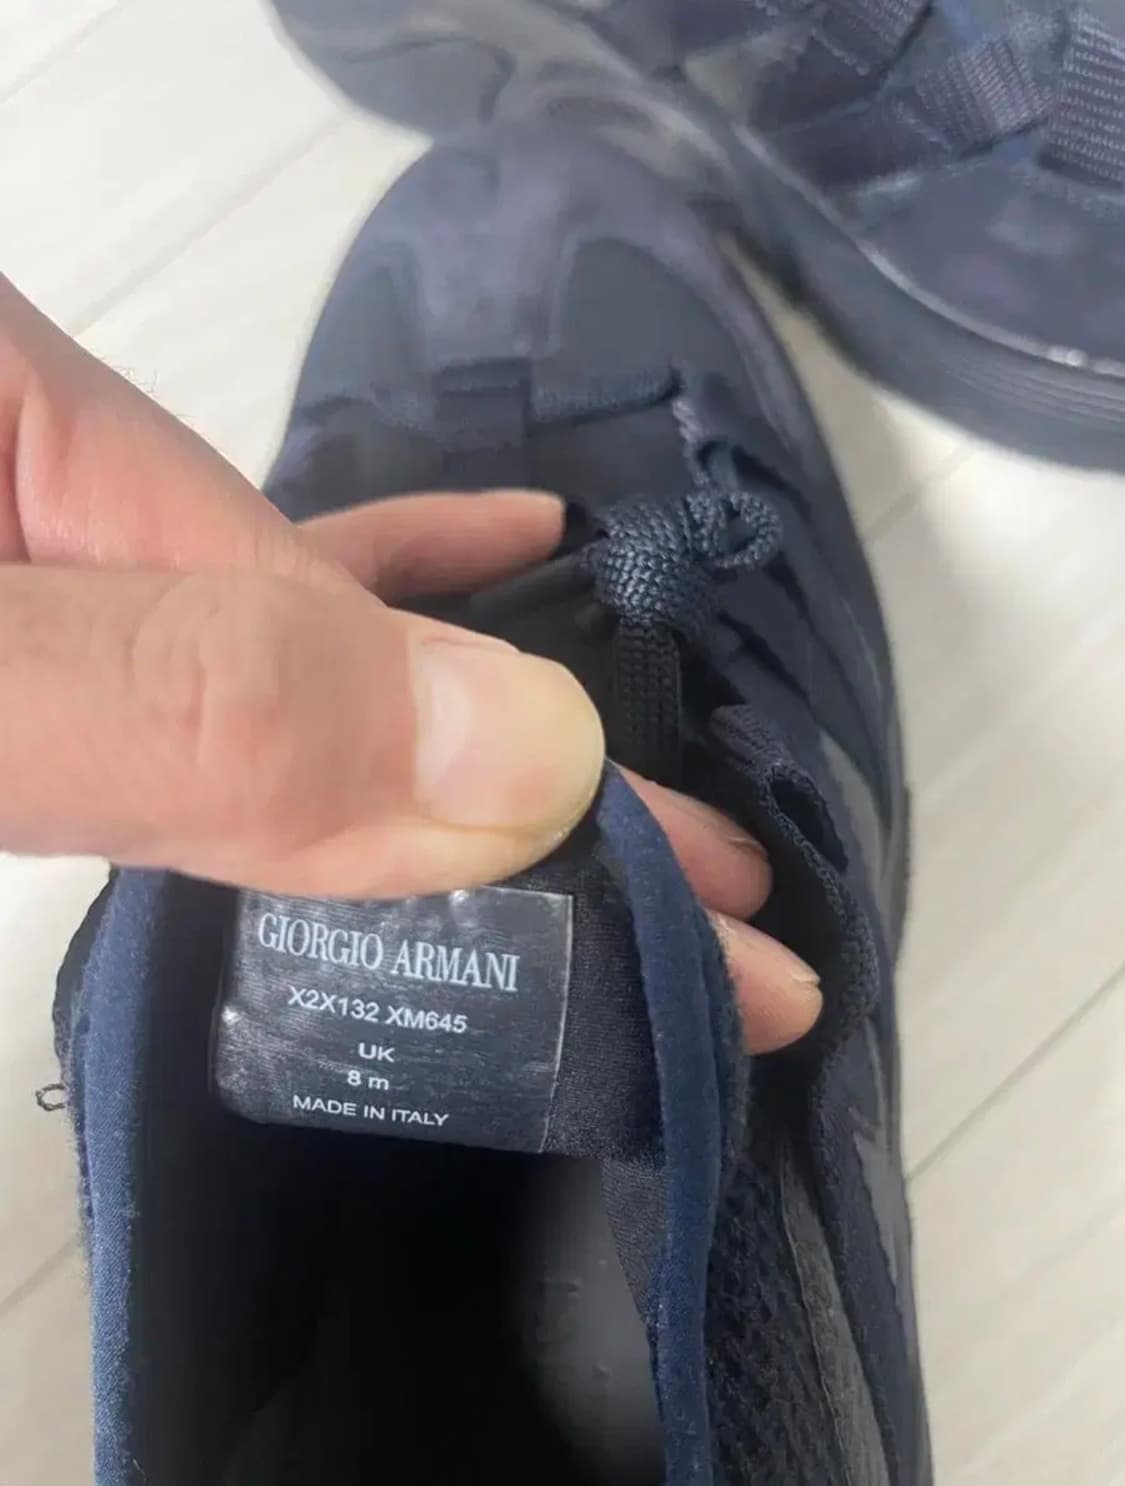 GIORGIO ARMANI
X2X132 XM645
UK
8 m
MADE IN ITALY